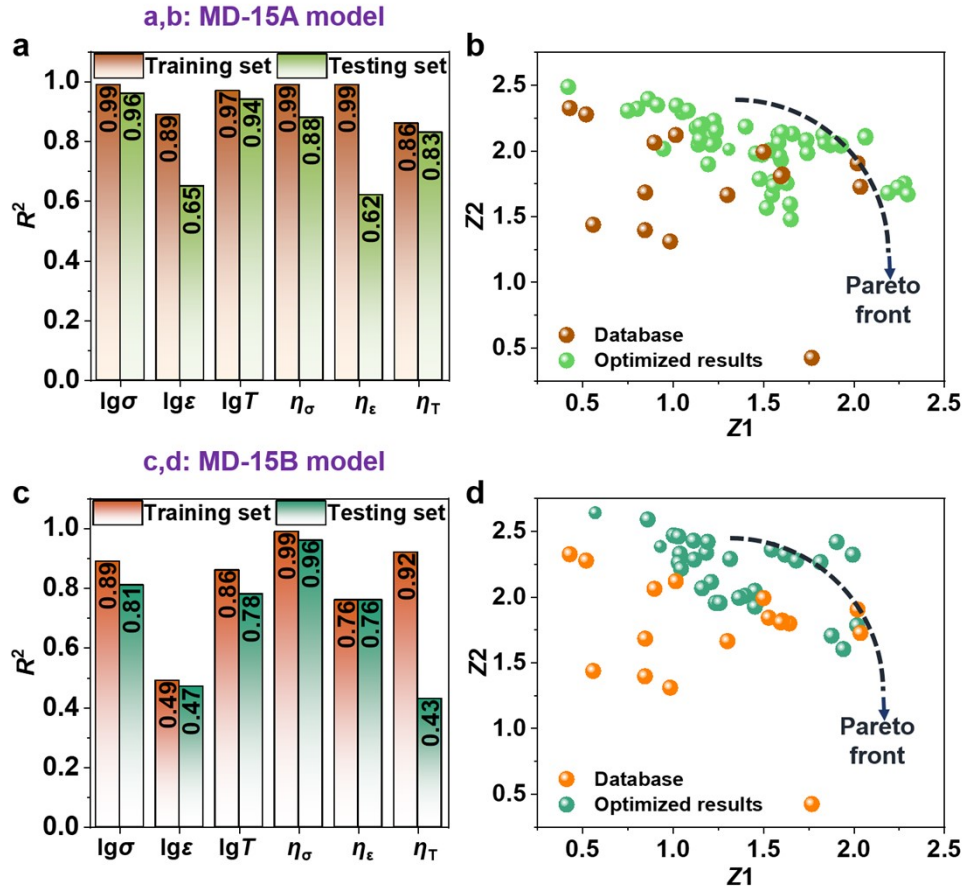 a,b: MD-15A model
a
R²
1.0
0.8
0.6
0.4
0.2
0.0
Training set
Testing set
0.99
0.96
0.89
0.65
0.97
0.94
0.99
0.88
0.99
0.62
0.86
0.83
lgσ
lgε
lgT
ησ
ηε
ηT
b
Z2
2.5
2.0
1.5
1.0
0.5
Pareto
front
Database
Optimized results
0.5
1.0
1.5
2.0
2.5
Z1
c,d: MD-15B model
c
R²
1.0
0.8
0.6
0.4
0.2
0.0
Training set
Testing set
0.89
0.81
0.49
0.47
0.86
0.78
0.99
0.96
0.76
0.76
0.92
0.43
lgσ
lgε
lgT
ησ
ηε
ηT
d
Z2
2.5
2.0
1.5
1.0
0.5
Pareto
front
Database
Optimized results
0.5
1.0
1.5
2.0
2.5
Z1